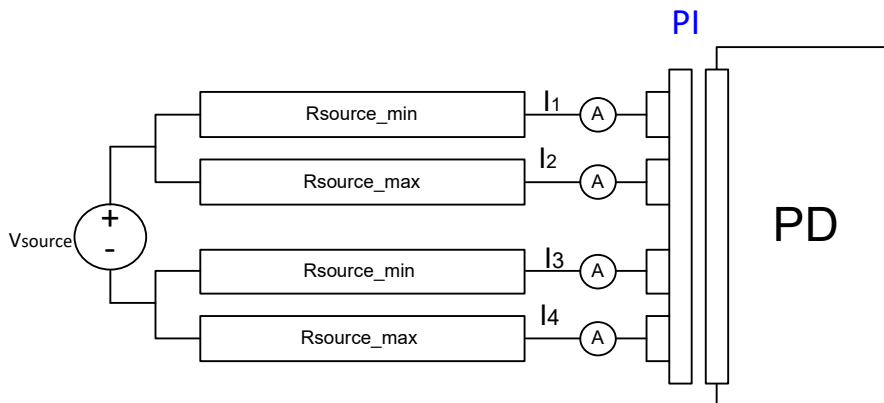 PI
Rsource_min
I1
A
Rsource_max
I2
A
+
-
Vsource
PD
Rsource_min
I3
A
Rsource_max
I4
A